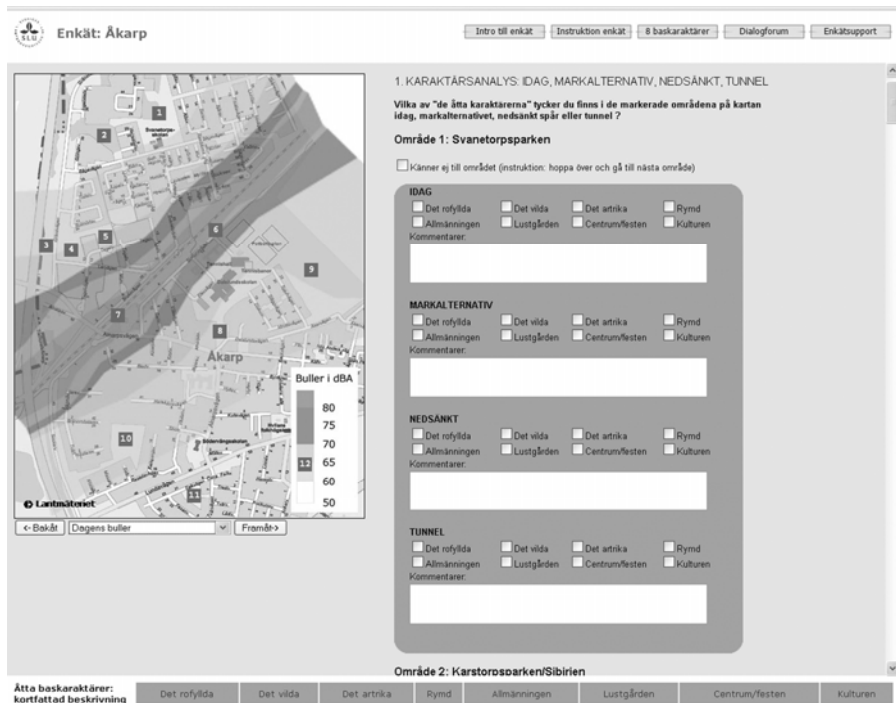 SLU
Enkät: Åkarp
Intro till enkät
Instruktion enkät
8 baskaraktärer
Dialogforum
Enkätsupport
1
Svanetorps-
skolan
2
3
4
5
6
7
8
9
10
11
12
Åkarp
Södervångsskolan
Buller i dBA
80
75
70
65
60
50
© Lantmäteriet
<- Bakåt
Dagens buller
Framåt->
1. KARAKTÄRSANALYS: IDAG, MARKALTERNATIV, NEDSÄNKT, TUNNEL
Vilka av "de åtta karaktärerna" tycker du finns i de markerade områdena på kartan
idag, markalternativet, nedsänkt spår eller tunnel ?
Område 1: Svanetorpsparken
Känner ej till området (instruktion: hoppa över och gå till nästa område)
IDAG
Det rofyllda Det vilda Det artrika Rymd
Allmänningen Lustgården Centrum/festen Kulturen
Kommentarer:
MARKALTERNATIV
Det rofyllda Det vilda Det artrika Rymd
Allmänningen Lustgården Centrum/festen Kulturen
Kommentarer:
NEDSÄNKT
Det rofyllda Det vilda Det artrika Rymd
Allmänningen Lustgården Centrum/festen Kulturen
Kommentarer:
TUNNEL
Det rofyllda Det vilda Det artrika Rymd
Allmänningen Lustgården Centrum/festen Kulturen
Kommentarer:
Område 2: Karstorpsparken/Sibirien
Åtta baskaraktärer:
kortfattad beskrivning
Det rofyllda
Det vilda
Det artrika
Rymd
Allmänningen
Lustgården
Centrum/festen
Kulturen